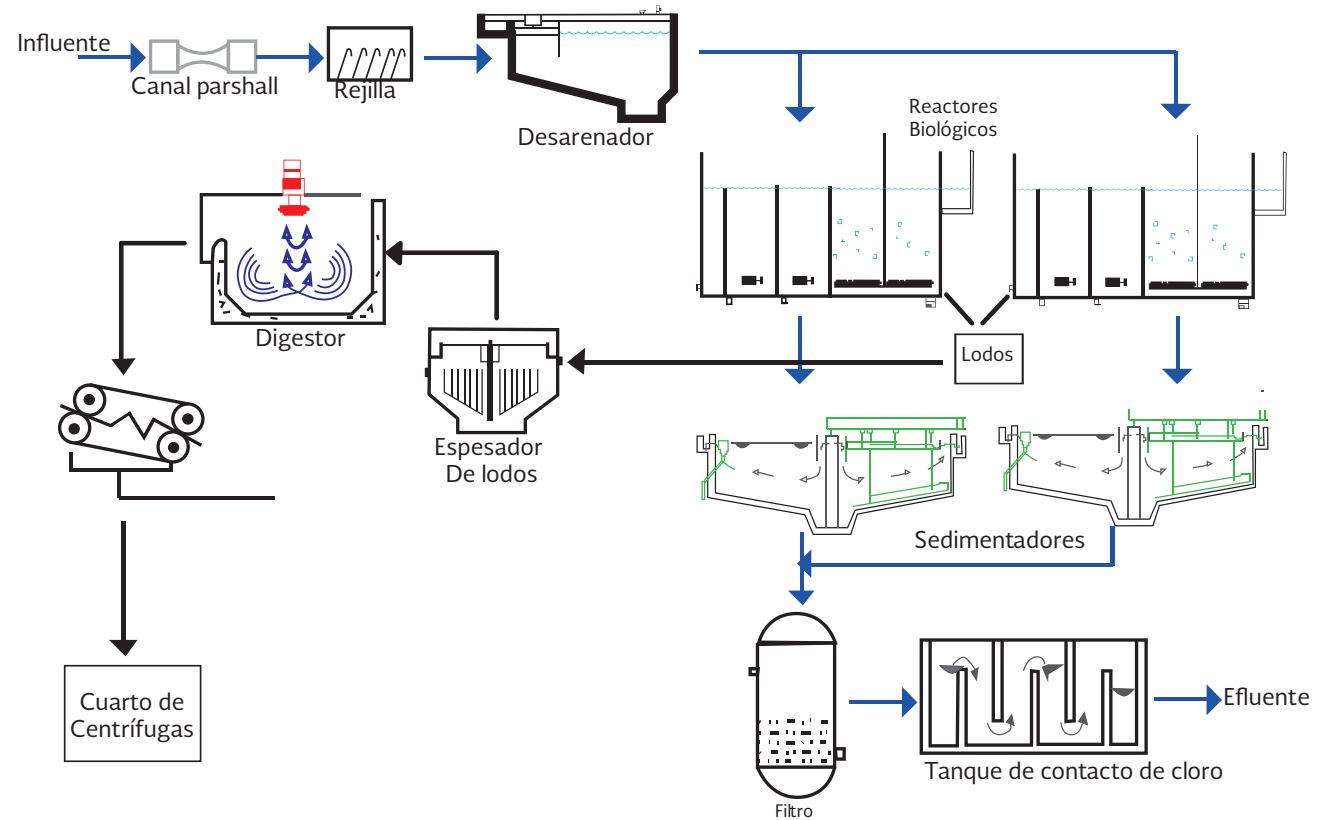 Influente
Canal parshall
Rejilla
Desarenador
Reactores
Biológicos
Digestor
Lodos
Espesador
De lodos
Sedimentadores
Cuarto de
Centrífugas
Efluente
Tanque de contacto de cloro
Filtro